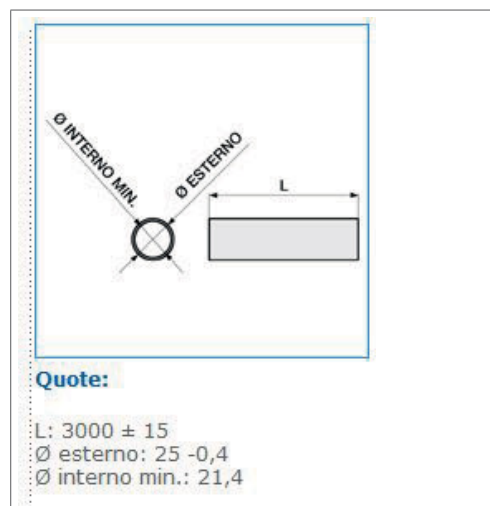 Ø INTERNO MIN.
Ø ESTERNO
L
Quote:
L: 3000 ± 15
Ø esterno: 25 -0,4
Ø interno min.: 21,4